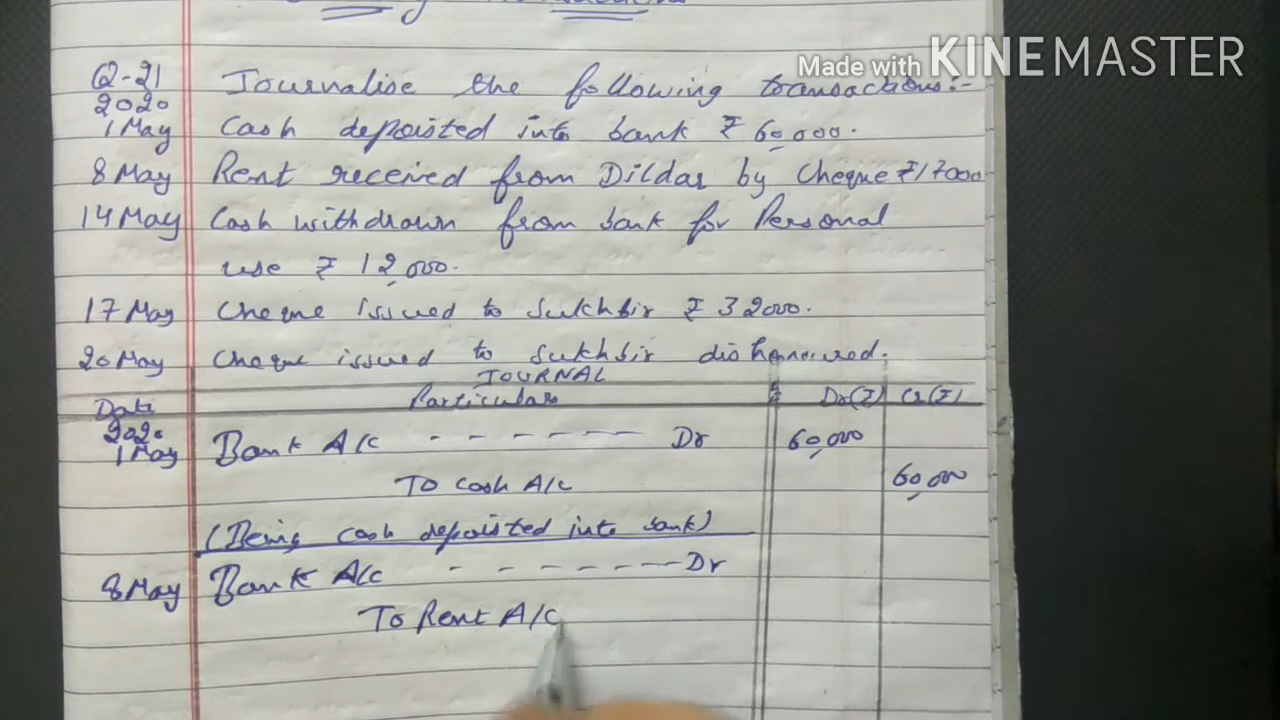 Made with KINEMASTER
Q-21 Journalise the following transactions:-
2020
1 May Cash depoisted into bank ₹ 60,000.
8 May Rent received from Dildar by Cheque ₹17000
14 May Cash withdrawn from bank for Personal
use ₹ 12,000.
17 May Cheque issued to Sukhbir ₹ 32000.
20 May Cheque issued to Sukhbir dishonoured.
JOURNAL
Date Particulars Dr(₹) Cr(₹)
2020
1 May Bank A/c - - - - - - - Dr 60,000
To Cash A/c 60,000
(Being cash depoisted into bank)
8 May Bank A/c - - - - - - - Dr
To Rent A/c